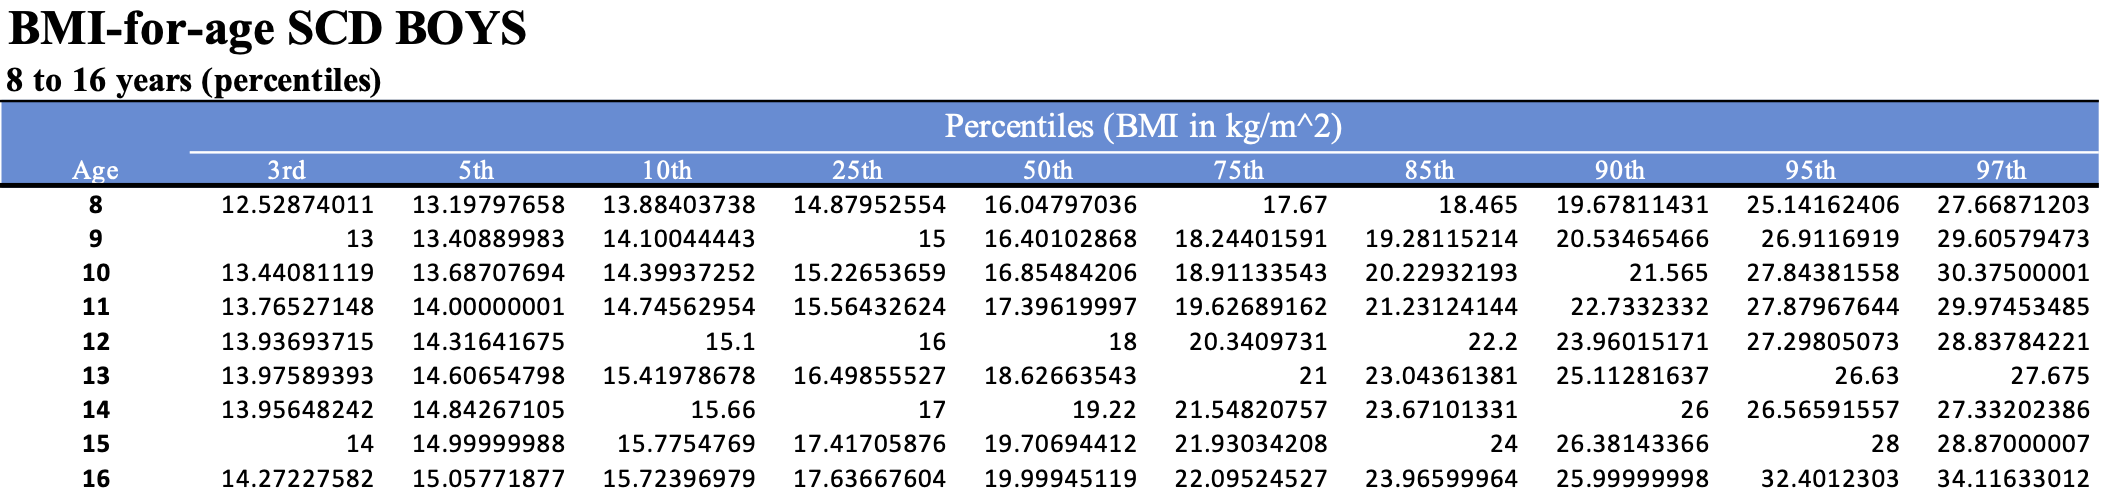 BMI-for-age SCD BOYS
8 to 16 years (percentiles)
Percentiles (BMI in kg/m^2)
Age 3rd 5th 10th 25th 50th 75th 85th 90th 95th 97th
8 12.52874011 13.19797658 13.88403738 14.87952554 16.04797036 17.67 18.465 19.67811431 25.14162406 27.66871203
9 13 13.40889983 14.10044443 15 16.40102868 18.24401591 19.28115214 20.53465466 26.9116919 29.60579473
10 13.44081119 13.68707694 14.39937252 15.22653659 16.85484206 18.91133543 20.22932193 21.565 27.84381558 30.37500001
11 13.76527148 14.00000001 14.74562954 15.56432624 17.39619997 19.62689162 21.23124144 22.7332332 27.87967644 29.97453485
12 13.93693715 14.31641675 15.1 16 18 20.3409731 22.2 23.96015171 27.29805073 28.83784221
13 13.97589393 14.60654798 15.41978678 16.49855527 18.62663543 21 23.04361381 25.11281637 26.63 27.675
14 13.95648242 14.84267105 15.66 17 19.22 21.54820757 23.67101331 26 26.56591557 27.33202386
15 14 14.99999988 15.7754769 17.41705876 19.70694412 21.93034208 24 26.38143366 28 28.87000007
16 14.27227582 15.05771877 15.72396979 17.63667604 19.99945119 22.09524527 23.96599964 25.99999998 32.4012303 34.11633012